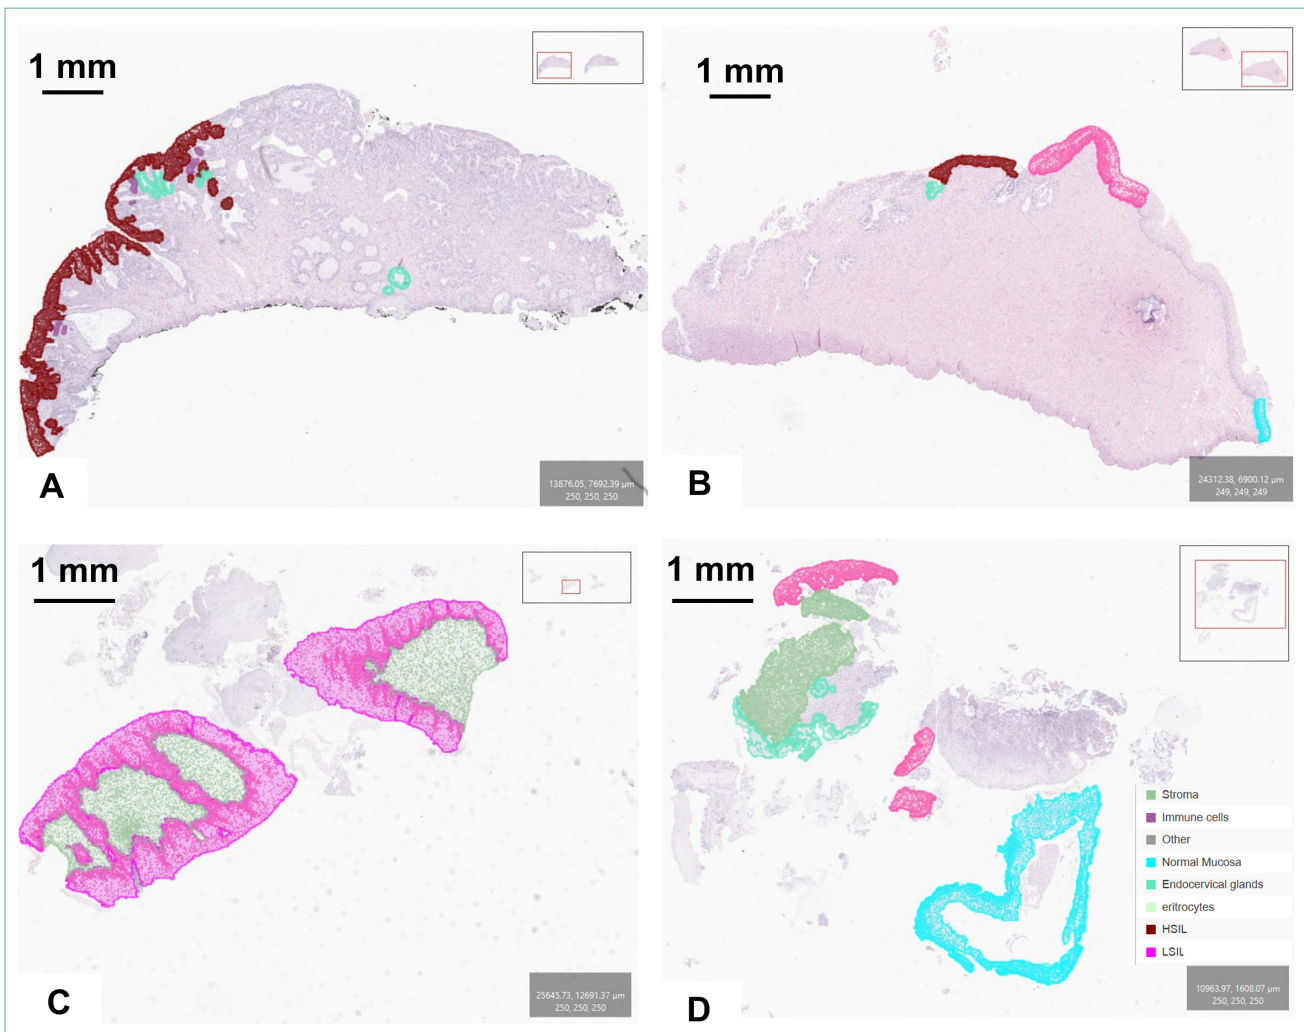 1 mm
13876.05, 7692.39 µm
250, 250, 250
A
1 mm
24312.38, 6900.12 µm
249, 249, 249
B
1 mm
25645.73, 12691.37 µm
250, 250, 250
C
1 mm
Stroma
Immune cells
Other
Normal Mucosa
Endocervical glands
eritrocytes
HSIL
LSIL
10963.97, 1608.07 µm
250, 250, 250
D